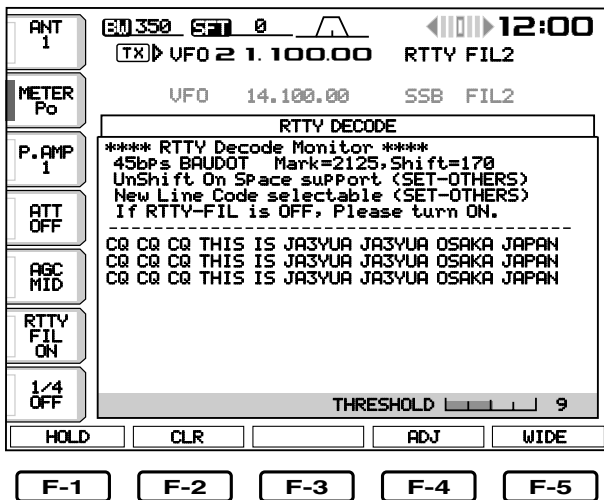 ANT 1
BW 350 SFT 0 12:00
TX VFO 21.100.00 RTTY FIL2
METER Po
VFO 14.100.00 SSB FIL2
RTTY DECODE
P.AMP 1
**** RTTY Decode Monitor ****
45bps BAUDOT Mark=2125,Shift=170
UnShift On Space support (SET-OTHERS)
New Line Code selectable (SET-OTHERS)
If RTTY-FIL is OFF, Please turn ON.
----------------------------------------
ATT OFF
CQ CQ CQ THIS IS JA3YUA JA3YUA OSAKA JAPAN
CQ CQ CQ THIS IS JA3YUA JA3YUA OSAKA JAPAN
CQ CQ CQ THIS IS JA3YUA JA3YUA OSAKA JAPAN
AGC MID
RTTY FIL ON
1/4 OFF
THRESHOLD 9
HOLD CLR ADJ WIDE
F-1 F-2 F-3 F-4 F-5